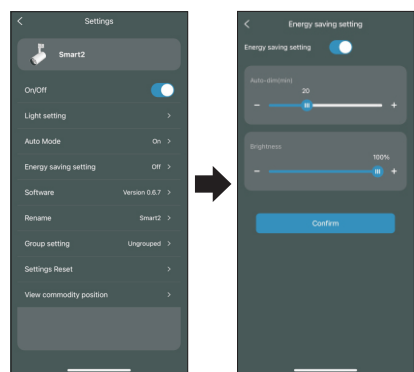 Settings
Smart2
On/Off
Light setting
Auto Mode On
Energy saving setting Off
Software Version 0.6.7
Rename Smart2
Group setting Ungrouped
Settings Reset
View commodity position
Energy saving setting
Energy saving setting
Auto-dim(min)
20
− +
Brightness
100%
− +
Confirm